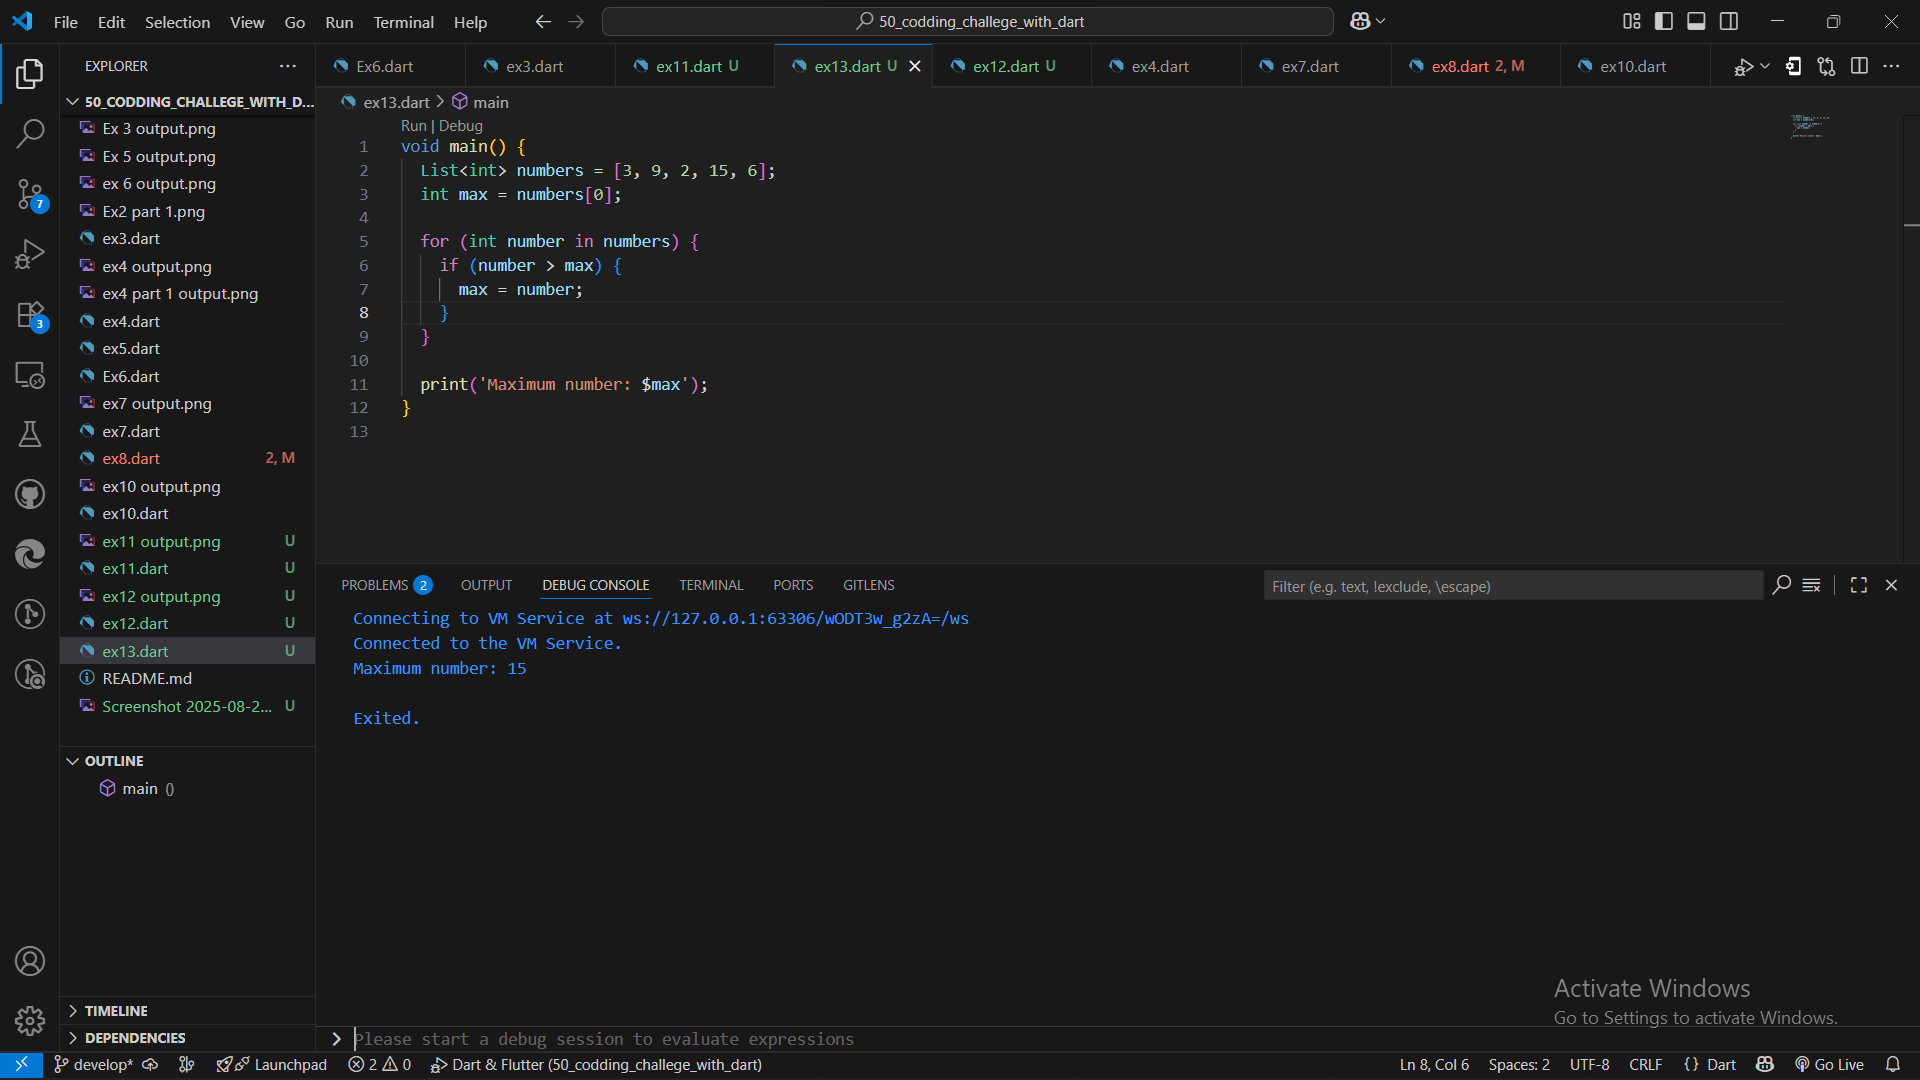 File Edit Selection View Go Run Terminal Help
50_codding_challege_with_dart
EXPLORER
50_CODDING_CHALLEGE_WITH_D...
Ex 3 output.png
Ex 5 output.png
ex 6 output.png
Ex2 part 1.png
ex3.dart
ex4 output.png
ex4 part 1 output.png
ex4.dart
ex5.dart
Ex6.dart
ex7 output.png
ex7.dart
ex8.dart 2, M
ex10 output.png
ex10.dart
ex11 output.png U
ex11.dart U
ex12 output.png U
ex12.dart U
ex13.dart U
README.md
Screenshot 2025-08-2... U
OUTLINE
main ()
TIMELINE
DEPENDENCIES
7
3
Ex6.dart ex3.dart ex11.dart U ex13.dart U ex12.dart U ex4.dart ex7.dart ex8.dart 2, M ex10.dart
ex13.dart > main
Run | Debug
1 void main() {
2 List<int> numbers = [3, 9, 2, 15, 6];
3 int max = numbers[0];
4
5 for (int number in numbers) {
6 if (number > max) {
7 max = number;
8 }
9 }
10
11 print('Maximum number: $max');
12 }
13
PROBLEMS 2 OUTPUT DEBUG CONSOLE TERMINAL PORTS GITLENS
Filter (e.g. text, !exclude, \escape)
Connecting to VM Service at ws://127.0.0.1:63306/wODT3w_g2zA=/ws
Connected to the VM Service.
Maximum number: 15
Exited.
Activate Windows
Go to Settings to activate Windows.
Please start a debug session to evaluate expressions
develop* Launchpad 2 0 Dart & Flutter (50_codding_challege_with_dart) Ln 8, Col 6 Spaces: 2 UTF-8 CRLF {} Dart Go Live